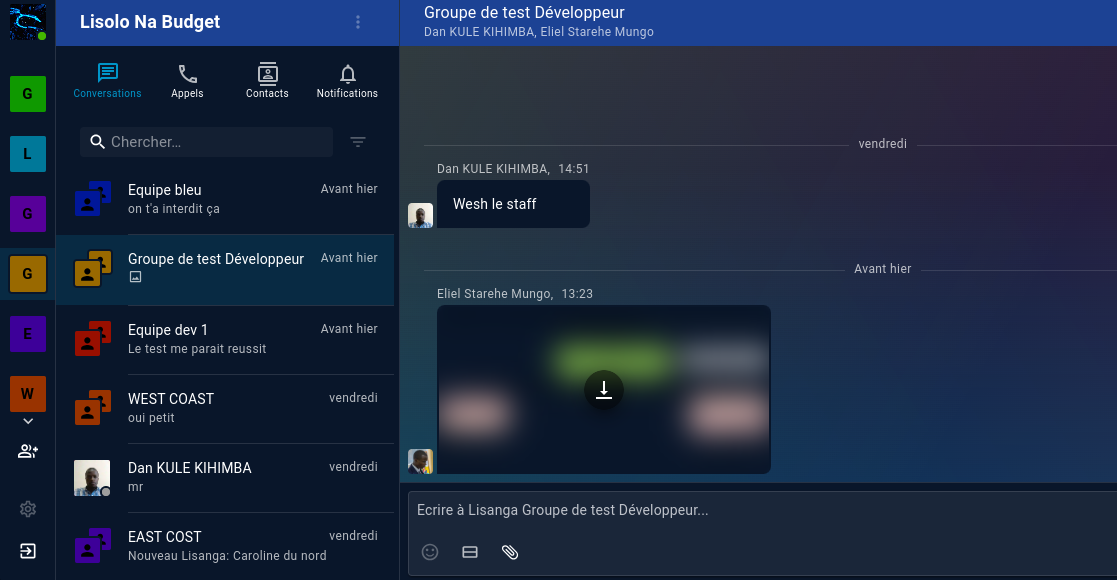 Lisolo Na Budget
Groupe de test Développeur
Dan KULE KIHIMBA, Eliel Starehe Mungo
G
L
G
G
E
W
Conversations
Appels
Contacts
Notifications
Chercher...
Equipe bleu Avant hier
on t'a interdit ça
Groupe de test Développeur Avant hier
Equipe dev 1 Avant hier
Le test me parait reussit
WEST COAST vendredi
oui petit
Dan KULE KIHIMBA vendredi
mr
EAST COST vendredi
Nouveau Lisanga: Caroline du nord
vendredi
Dan KULE KIHIMBA, 14:51
Wesh le staff
Avant hier
Eliel Starehe Mungo, 13:23
Ecrire à Lisanga Groupe de test Développeur...